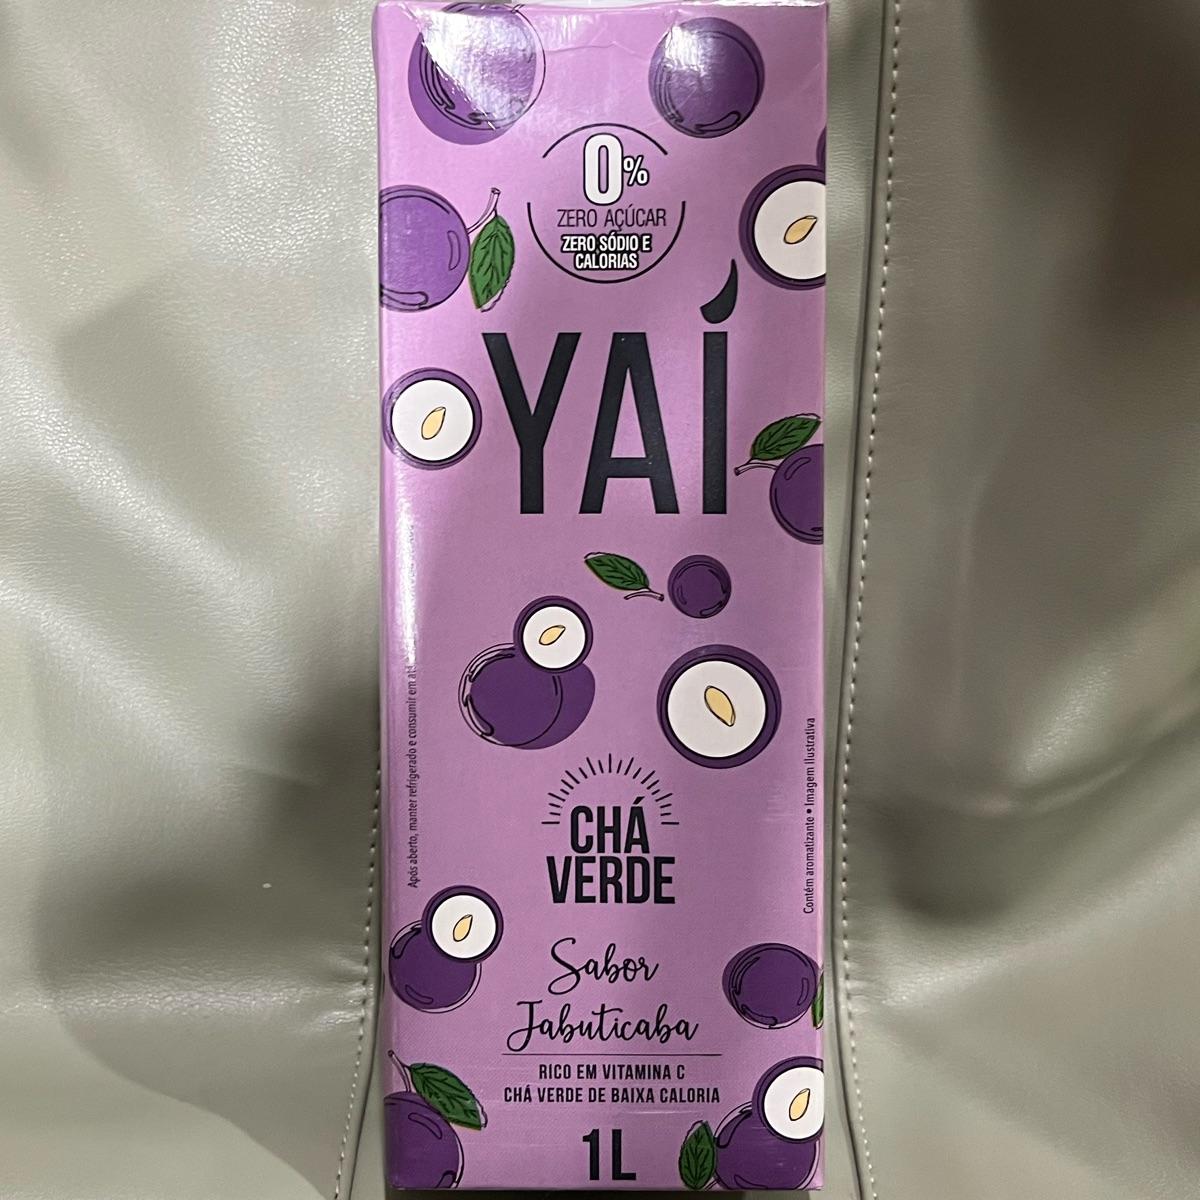 0%
ZERO AÇÚCAR
ZERO SÓDIO E
CALORIAS
YAÍ
CHÁ
VERDE
Sabor
Jabuticaba
RICO EM VITAMINA C
CHÁ VERDE DE BAIXA CALORIA
1L
Após aberto, manter refrigerado e consumir em
Contém aromatizante • Imagem ilustrativa